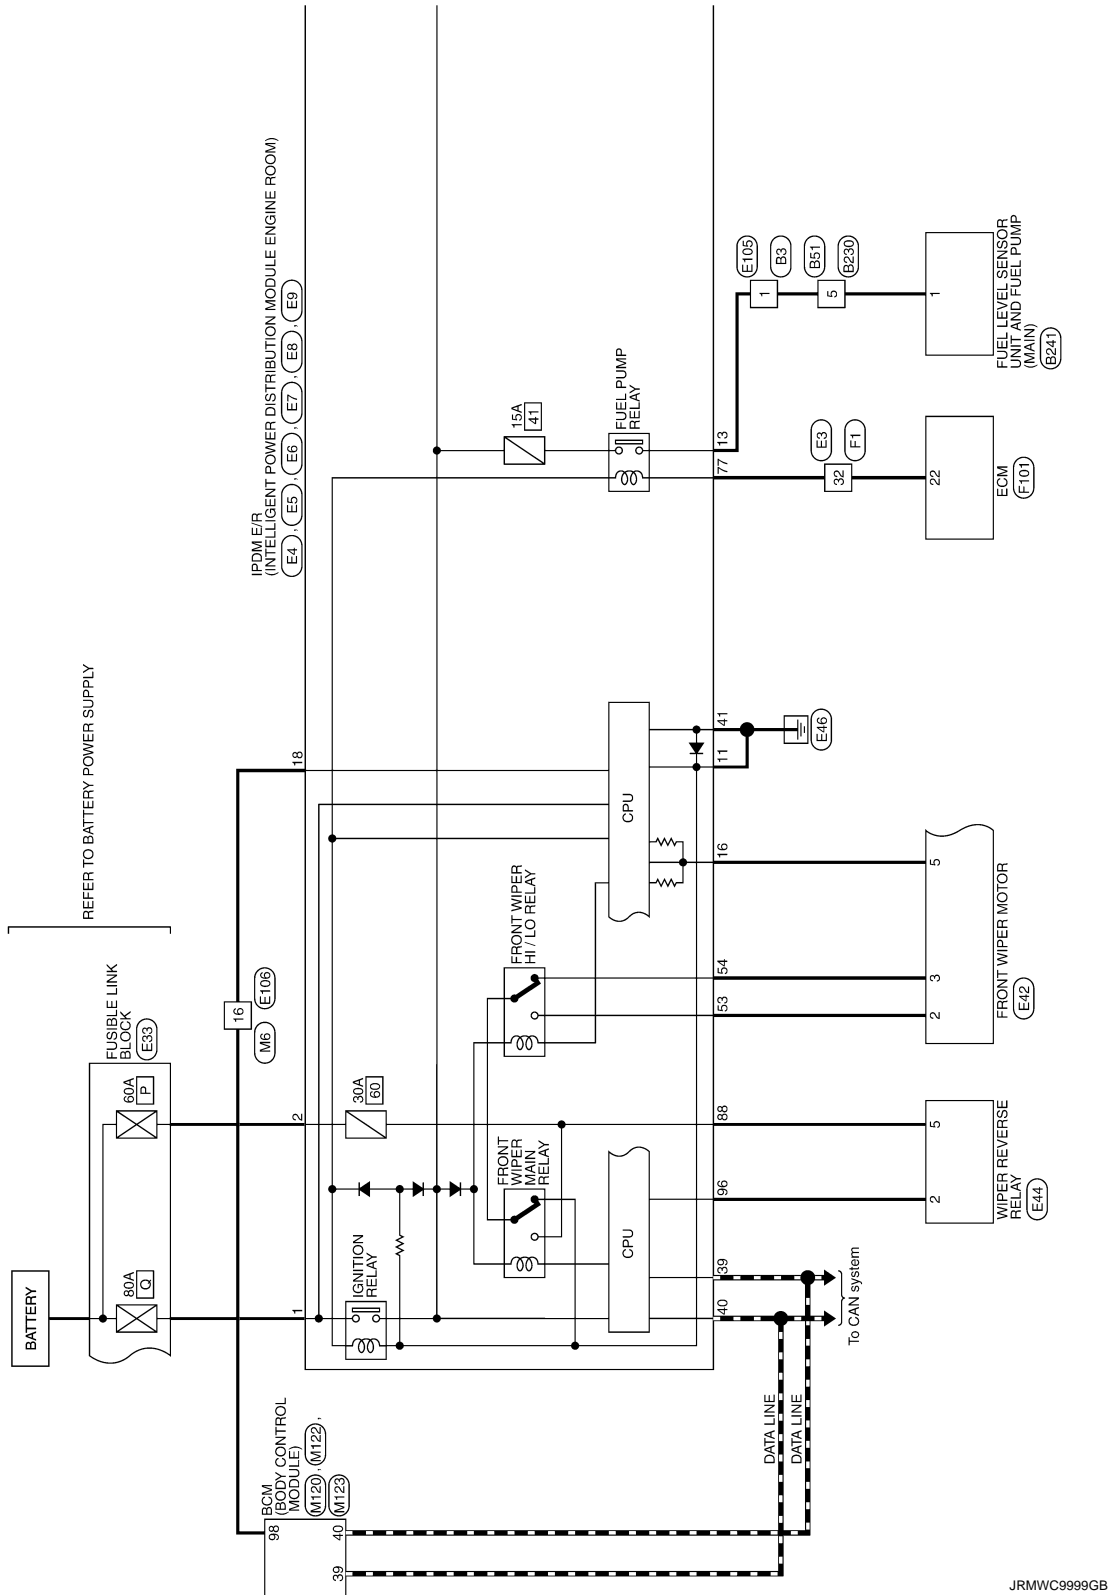 BATTERY
REFER TO BATTERY POWER SUPPLY
80A
Q
60A
P
FUSIBLE LINK
BLOCK
E33
16
M6
E106
IPDM E/R
(INTELLIGENT POWER DISTRIBUTION MODULE ENGINE ROOM)
E4 , E5 , E6 , E7 , E8 , E9
BCM
(BODY CONTROL
MODULE)
M120 , M122 ,
M123
98
39
40
1
2
18
IGNITION
RELAY
30A
60
15A
41
FRONT
WIPER
MAIN
RELAY
FRONT WIPER
HI / LO RELAY
FUEL PUMP
RELAY
CPU
CPU
40
39
96
88
53
54
16
11
41
77
13
DATA LINE
DATA LINE
To CAN system
E46
E3
32
F1
E105
1
B3
B51
5
B230
2
5
WIPER REVERSE
RELAY
E44
2
3
5
FRONT WIPER MOTOR
E42
22
ECM
F101
1
FUEL LEVEL SENSOR
UNIT AND FUEL PUMP
(MAIN)
B241
JRMWC9999GB